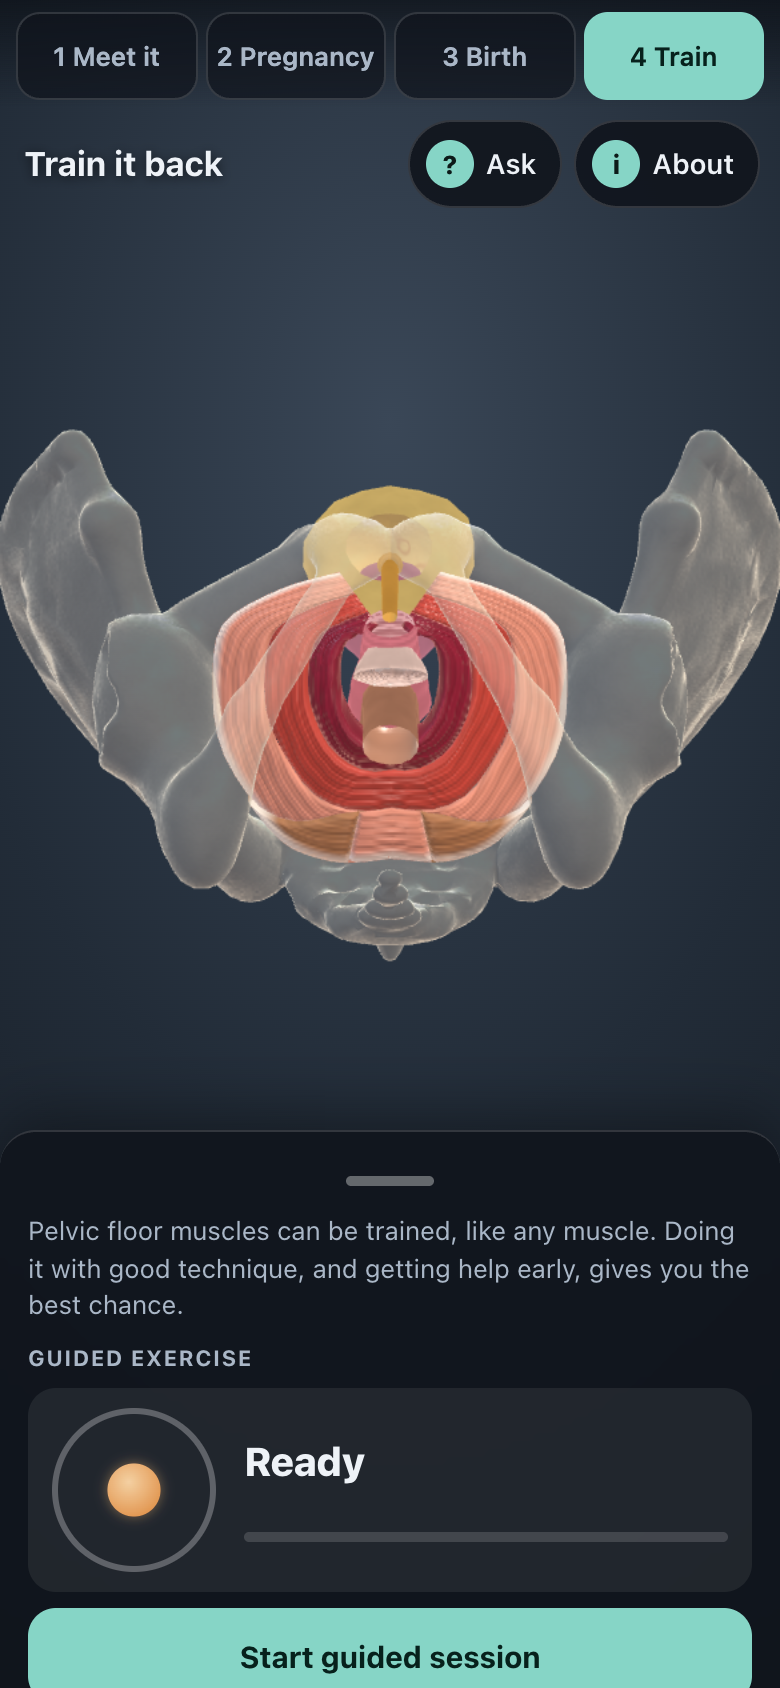 1 Meet it
2 Pregnancy
3 Birth
4 Train
Train it back
? Ask
i About
Pelvic floor muscles can be trained, like any muscle. Doing
it with good technique, and getting help early, gives you the
best chance.
GUIDED EXERCISE
Ready
Start guided session